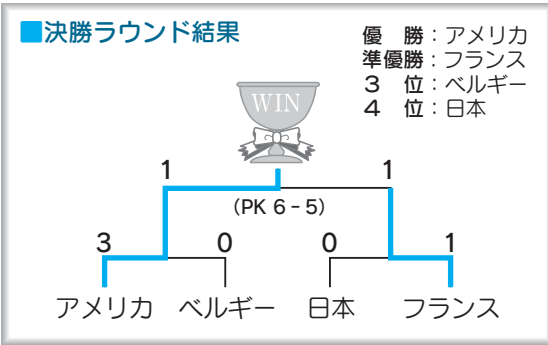 ■決勝ラウンド結果
優　勝：アメリカ
準優勝：フランス
３　位：ベルギー
４　位：日本
WIN
1 1
(PK 6-5)
3 0 0 1
アメリカ ベルギー 日本 フランス